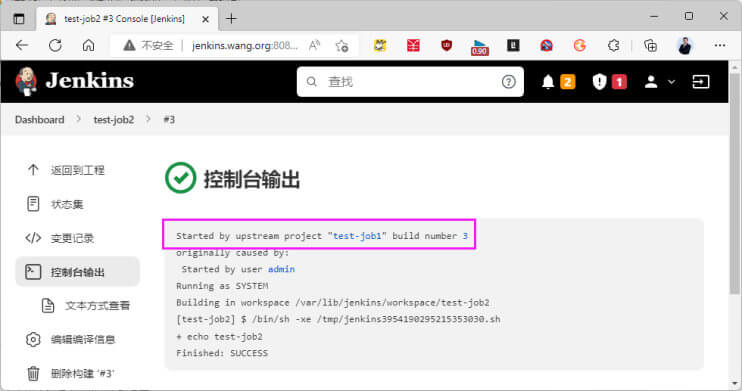 test-job2 #3 Console [Jenkins]
不安全 jenkins.wang.org:808...
0.90
Jenkins
查找
2
1
Dashboard
test-job2
#3
返回到工程
状态集
变更记录
控制台输出
文本方式查看
编辑编译信息
删除构建 '#3'
控制台输出
Started by upstream project "test-job1" build number 3
originally caused by:
Started by user admin
Running as SYSTEM
Building in workspace /var/lib/jenkins/workspace/test-job2
[test-job2] $ /bin/sh -xe /tmp/jenkins3954190295215353030.sh
+ echo test-job2
Finished: SUCCESS